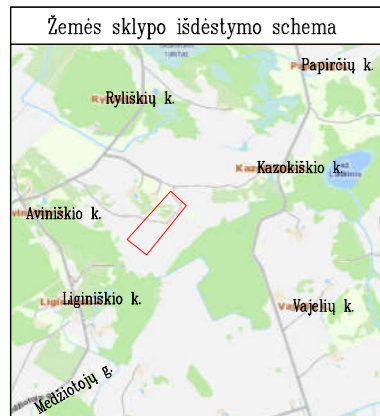 Žemės sklypo išdėstymo schema
Papirčių k.
Ryliškių k.
Kazokiškio k.
Aviniškio k.
Liginiškio k.
Vajelių k.
Medžiotojų g.